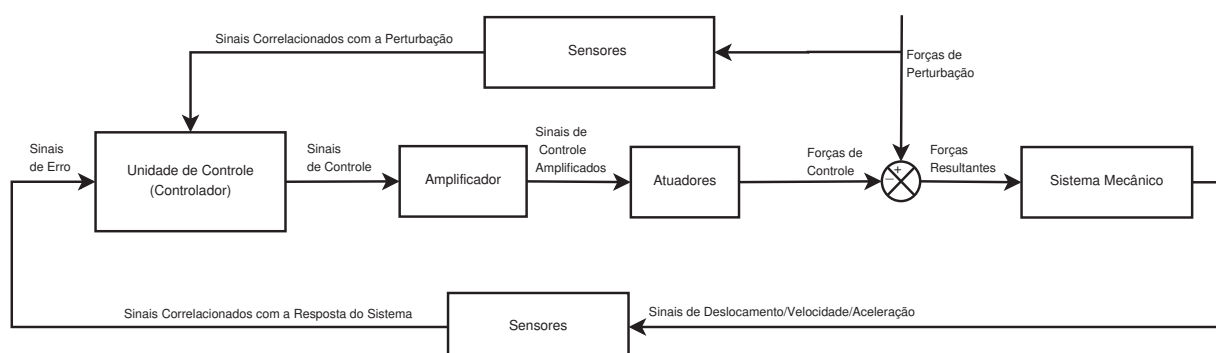 Sinais Correlacionados com a Perturbação
Sensores
Forças de
Perturbação
Sinais
de Erro
Unidade de Controle
(Controlador)
Sinais
de Controle
Amplificador
Sinais de
Controle
Amplificados
Atuadores
Forças de
Controle
+
−
Forças
Resultantes
Sistema Mecânico
Sinais Correlacionados com a Resposta do Sistema
Sensores
Sinais de Deslocamento/Velocidade/Aceleração